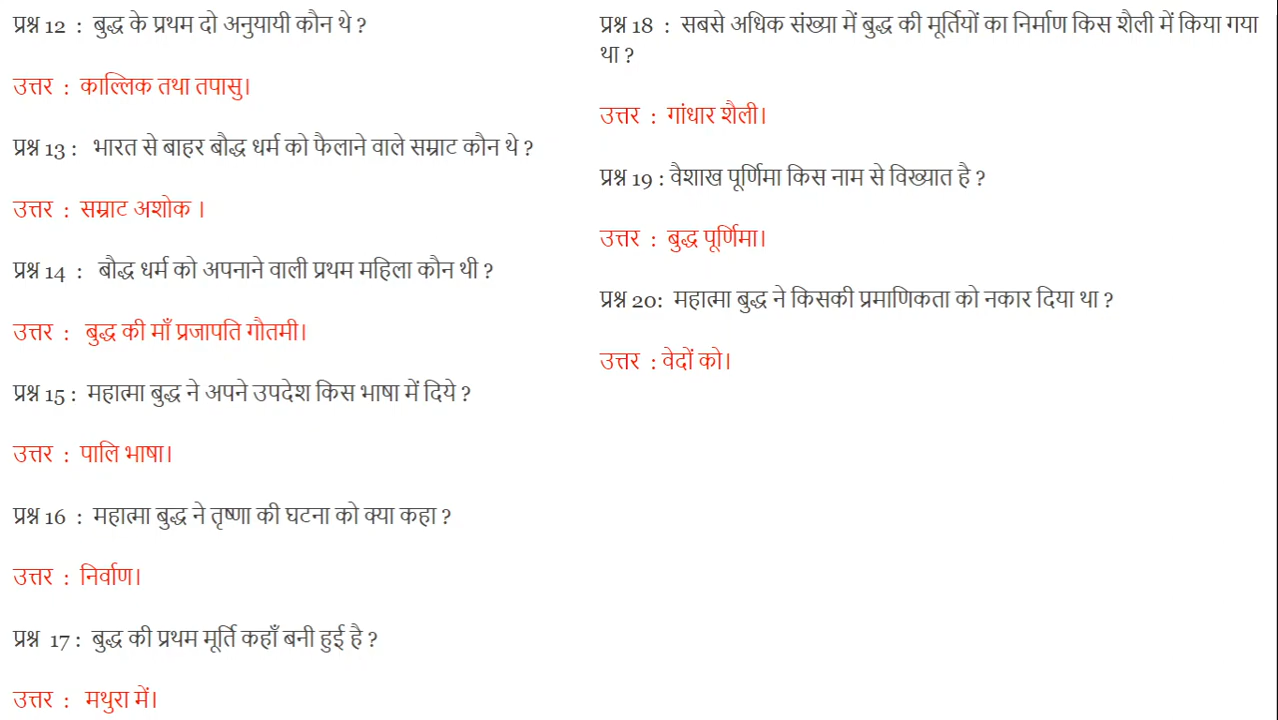 प्रश्न 12 : बुद्ध के प्रथम दो अनुयायी कौन थे ?
उत्तर : काल्लिक तथा तपासु।
प्रश्न 13 : भारत से बाहर बौद्ध धर्म को फैलाने वाले सम्राट कौन थे ?
उत्तर : सम्राट अशोक ।
प्रश्न 14 : बौद्ध धर्म को अपनाने वाली प्रथम महिला कौन थी ?
उत्तर : बुद्ध की माँ प्रजापति गौतमी।
प्रश्न 15 : महात्मा बुद्ध ने अपने उपदेश किस भाषा में दिये ?
उत्तर : पालि भाषा।
प्रश्न 16 : महात्मा बुद्ध ने तृष्णा की घटना को क्या कहा ?
उत्तर : निर्वाण।
प्रश्न 17 : बुद्ध की प्रथम मूर्ति कहाँ बनी हुई है ?
उत्तर : मथुरा में।
प्रश्न 18 : सबसे अधिक संख्या में बुद्ध की मूर्तियों का निर्माण किस शैली में किया गया
था ?
उत्तर : गांधार शैली।
प्रश्न 19 : वैशाख पूर्णिमा किस नाम से विख्यात है ?
उत्तर : बुद्ध पूर्णिमा।
प्रश्न 20: महात्मा बुद्ध ने किसकी प्रमाणिकता को नकार दिया था ?
उत्तर : वेदों को।